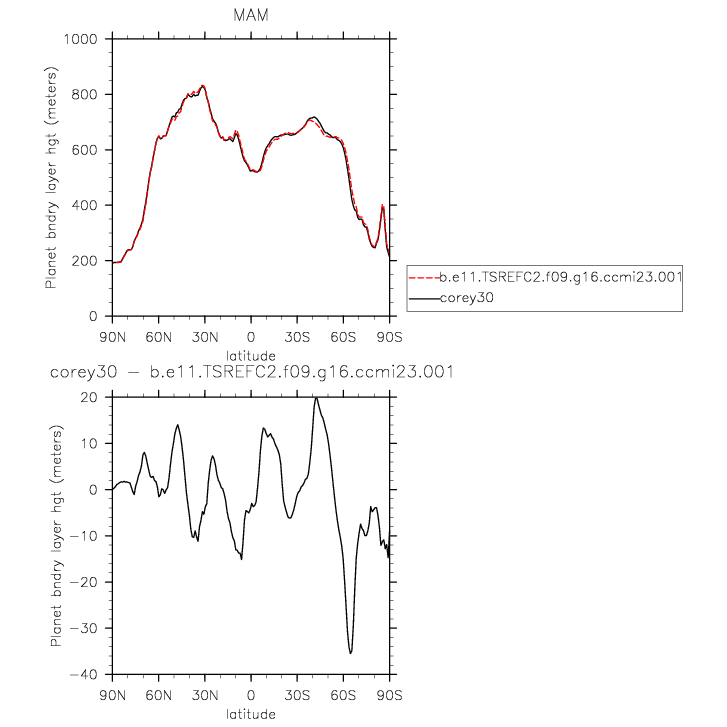 MAM
1000
800
600
400
200
0
Planet bndry layer hgt (meters)
90N 60N 30N 0 30S 60S 90S
latitude
b.e11.TSREFC2.f09.g16.ccmi23.001
corey30
corey30 − b.e11.TSREFC2.f09.g16.ccmi23.001
20
10
0
−10
−20
−30
−40
Planet bndry layer hgt (meters)
90N 60N 30N 0 30S 60S 90S
latitude